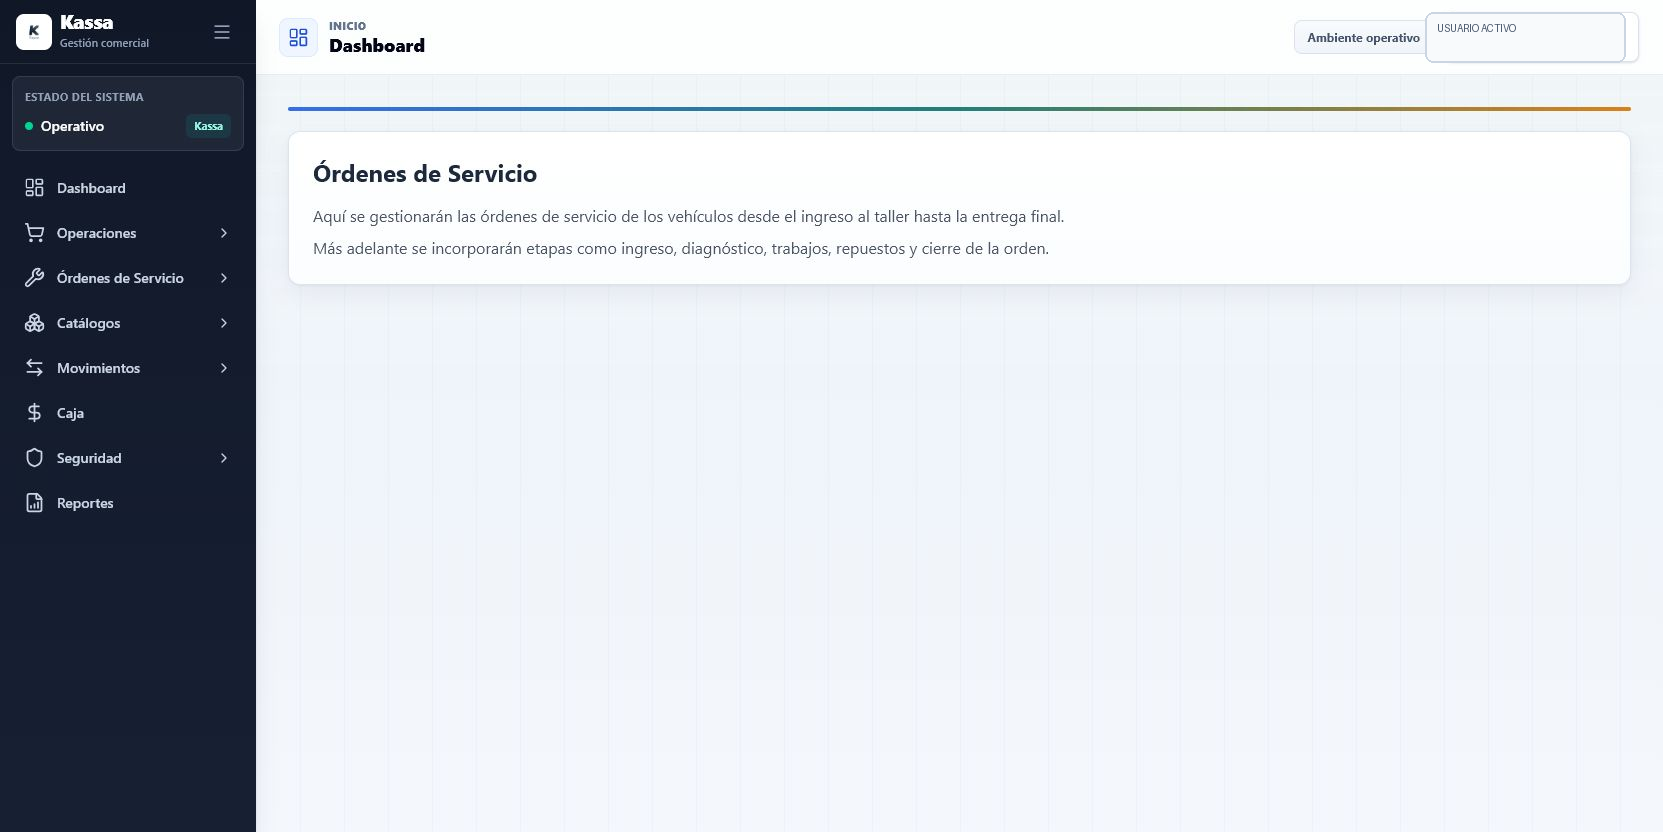 Kassa
Gestión comercial
ESTADO DEL SISTEMA
Operativo
Kassa
Dashboard
Operaciones
Órdenes de Servicio
Catálogos
Movimientos
Caja
Seguridad
Reportes
INICIO
Dashboard
Ambiente operativo
USUARIO ACTIVO
Órdenes de Servicio
Aquí se gestionarán las órdenes de servicio de los vehículos desde el ingreso al taller hasta la entrega final.
Más adelante se incorporarán etapas como ingreso, diagnóstico, trabajos, repuestos y cierre de la orden.